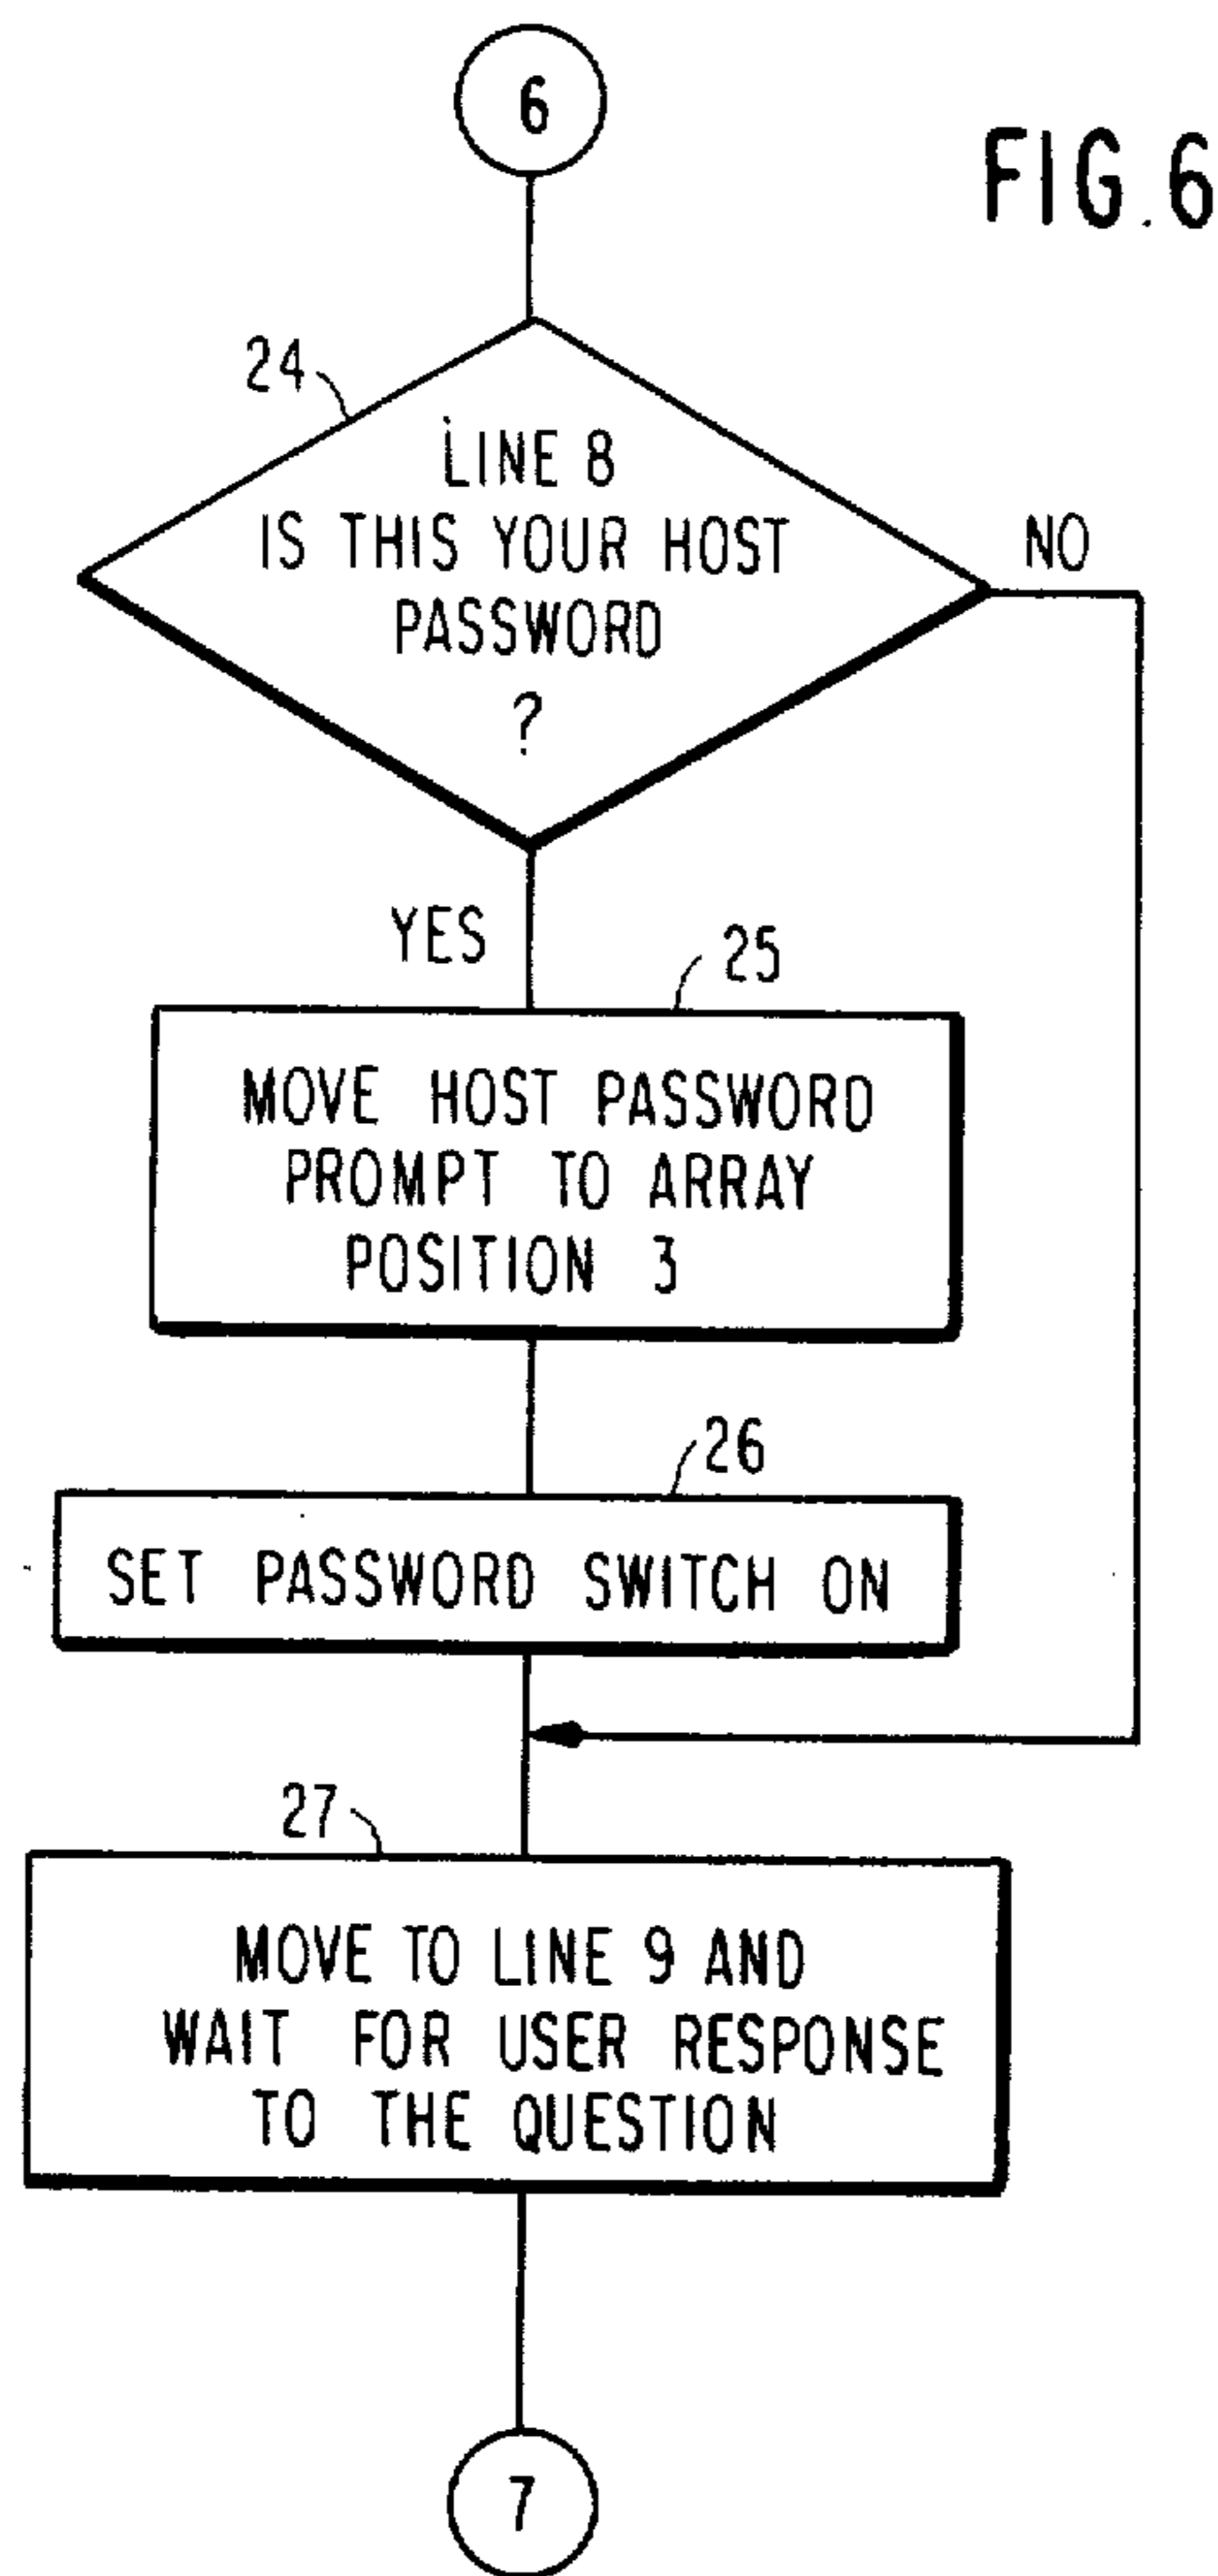 6
FIG.6
24
LINE 8
IS THIS YOUR HOST
PASSWORD
?
NO
YES
25
MOVE HOST PASSWORD
PROMPT TO ARRAY
POSITION 3
26
SET PASSWORD SWITCH ON
27
MOVE TO LINE 9 AND
WAIT FOR USER RESPONSE
TO THE QUESTION
7